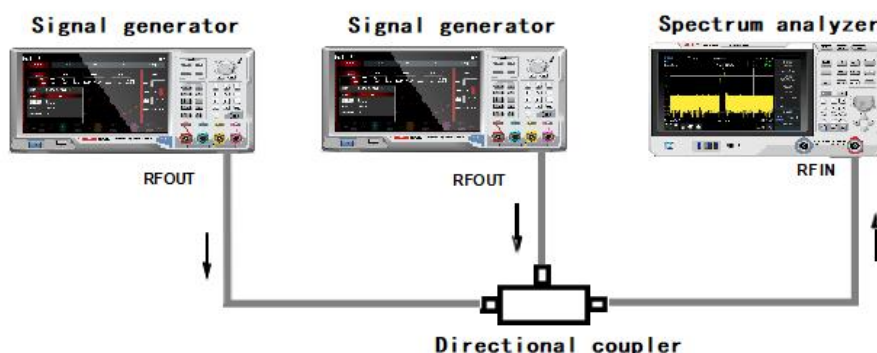 Signal generator
Signal generator
Spectrum analyzer
RFOUT
RFOUT
RFIN
Directional coupler